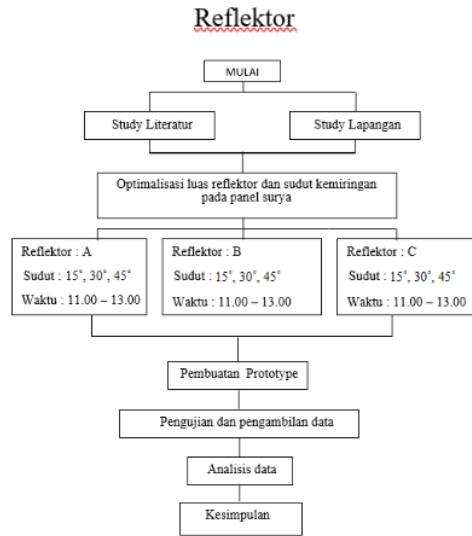 Reflektor
MULAI
Study Literatur
Study Lapangan
Optimalisasi luas reflektor dan sudut kemiringan
pada panel surya
Reflektor : A
Sudut : 15˚, 30˚, 45˚
Waktu : 11.00 – 13.00
Reflektor : B
Sudut : 15˚, 30˚, 45˚
Waktu : 11.00 – 13.00
Reflektor : C
Sudut : 15˚, 30˚, 45˚
Waktu : 11.00 – 13.00
Pembuatan Prototype
Pengujian dan pengambilan data
Analisis data
Kesimpulan